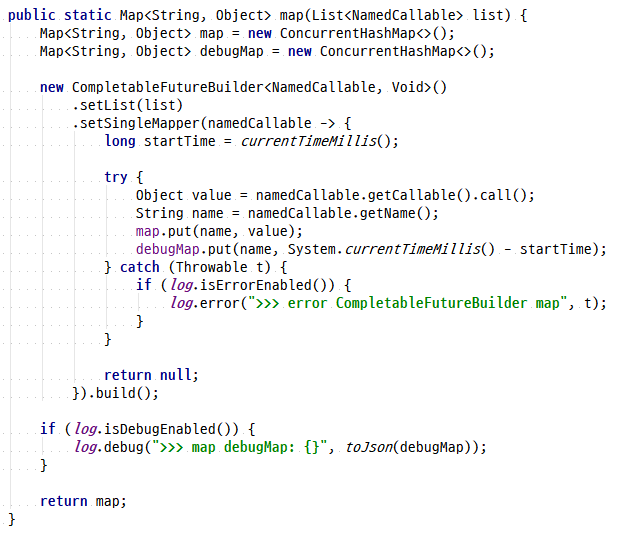 public static Map<String, Object> map(List<NamedCallable> list) {
    Map<String, Object> map = new ConcurrentHashMap<>();
    Map<String, Object> debugMap = new ConcurrentHashMap<>();

    new CompletableFutureBuilder<NamedCallable, Void>()
        .setList(list)
        .setSingleMapper(namedCallable -> {
            long startTime = currentTimeMillis();

            try {
                Object value = namedCallable.getCallable().call();
                String name = namedCallable.getName();
                map.put(name, value);
                debugMap.put(name, System.currentTimeMillis() - startTime);
            } catch (Throwable t) {
                if (log.isErrorEnabled()) {
                    log.error(">>> error CompletableFutureBuilder map", t);
                }
            }

            return null;
        }).build();

    if (log.isDebugEnabled()) {
        log.debug(">>> map debugMap: {}", toJson(debugMap));
    }

    return map;
}